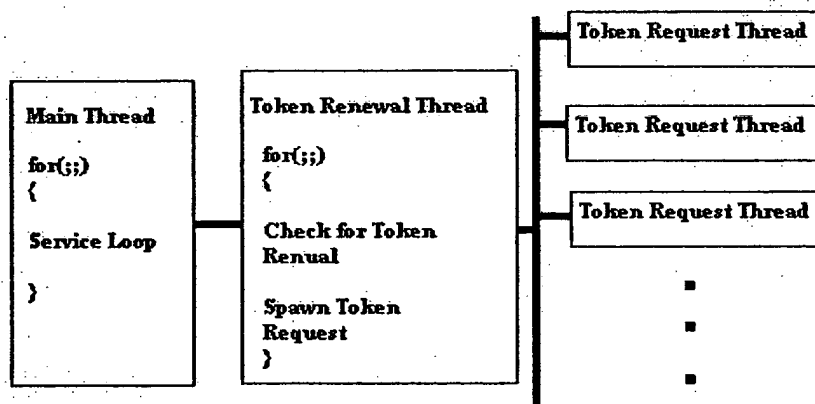 Main Thread
for(;;)
{
Service Loop
}
Token Renewal Thread
for(;;)
{
Check for Token
Renual
Spawn Token
Request
}
Token Request Thread
Token Request Thread
Token Request Thread